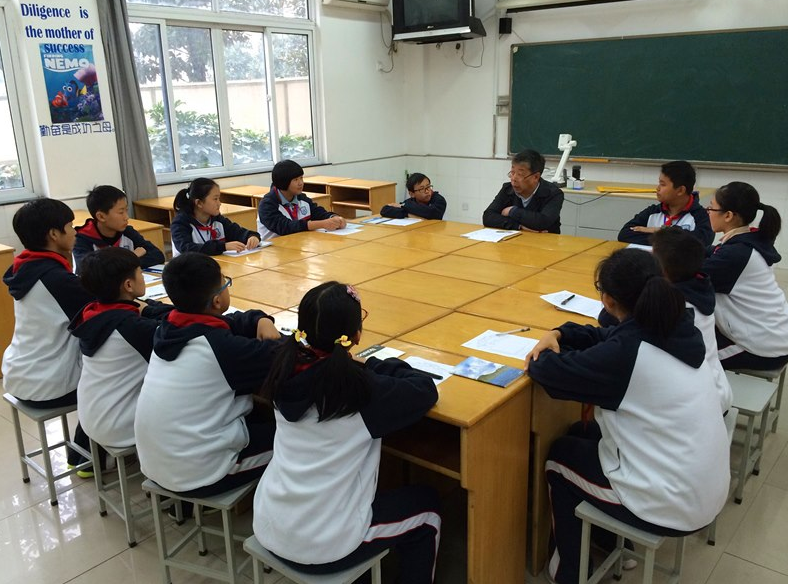 Diligence is
the mother of
success
NEMO
勤奋是成功之母